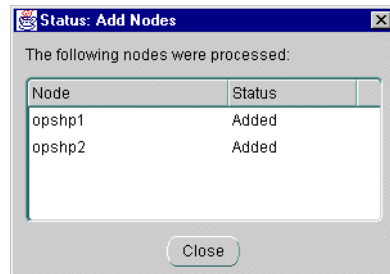 Status: Add Nodes
The following nodes were processed:
Node Status
opshp1 Added
opshp2 Added
Close